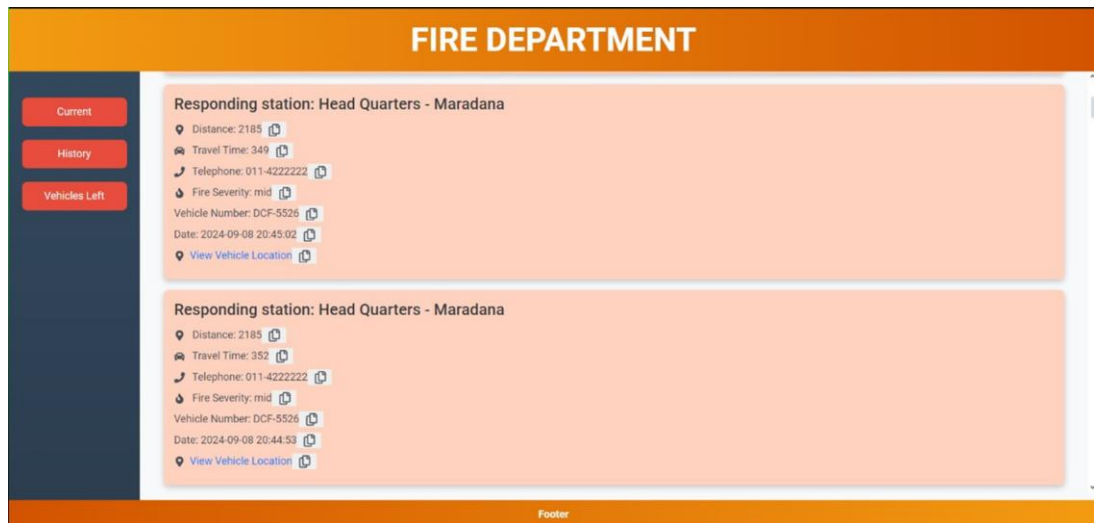 FIRE DEPARTMENT
Current
History
Vehicles Left
Responding station: Head Quarters - Maradana
Distance: 2185
Travel Time: 349
Telephone: 011-4222222
Fire Severity: mid
Vehicle Number: DCF-5526
Date: 2024-09-08 20:45:02
View Vehicle Location
Responding station: Head Quarters - Maradana
Distance: 2185
Travel Time: 352
Telephone: 011-4222222
Fire Severity: mid
Vehicle Number: DCF-5526
Date: 2024-09-08 20:44:53
View Vehicle Location
Footer